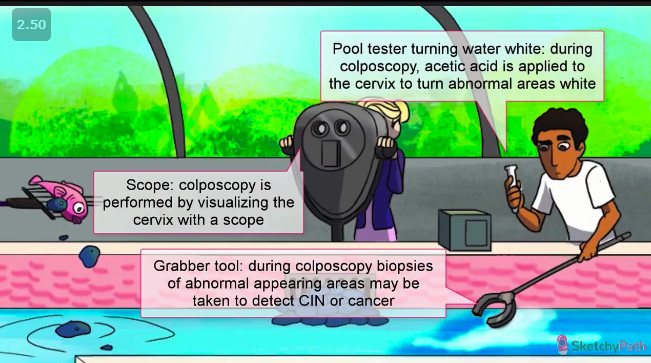 2.50
Pool tester turning water white: during
colposcopy, acetic acid is applied to
the cervix to turn abnormal areas white
Scope: colposcopy is
performed by visualizing the
cervix with a scope
Grabber tool: during colposcopy biopsies
of abnormal appearing areas may be
taken to detect CIN or cancer
SketchyPath